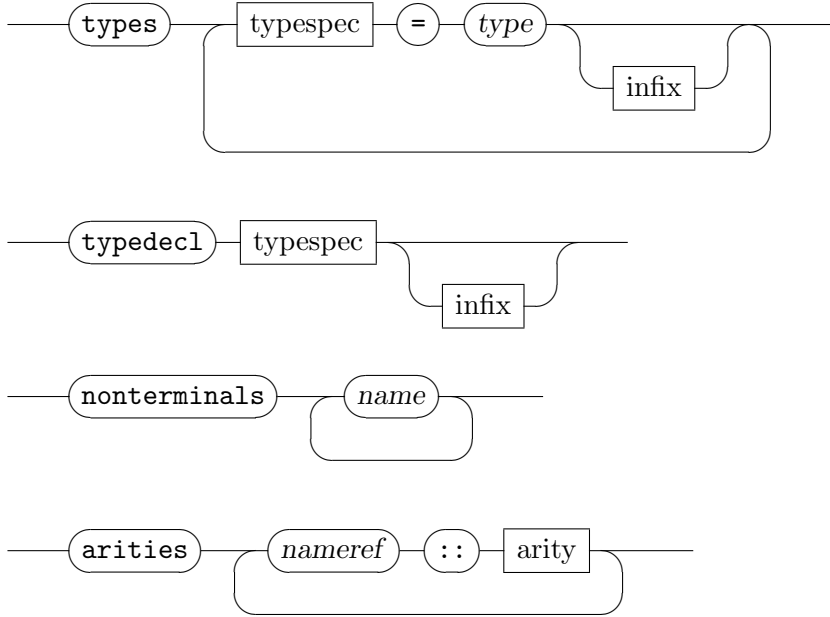 types typespec = type
infix
typedecl typespec
infix
nonterminals name
arities nameref :: arity